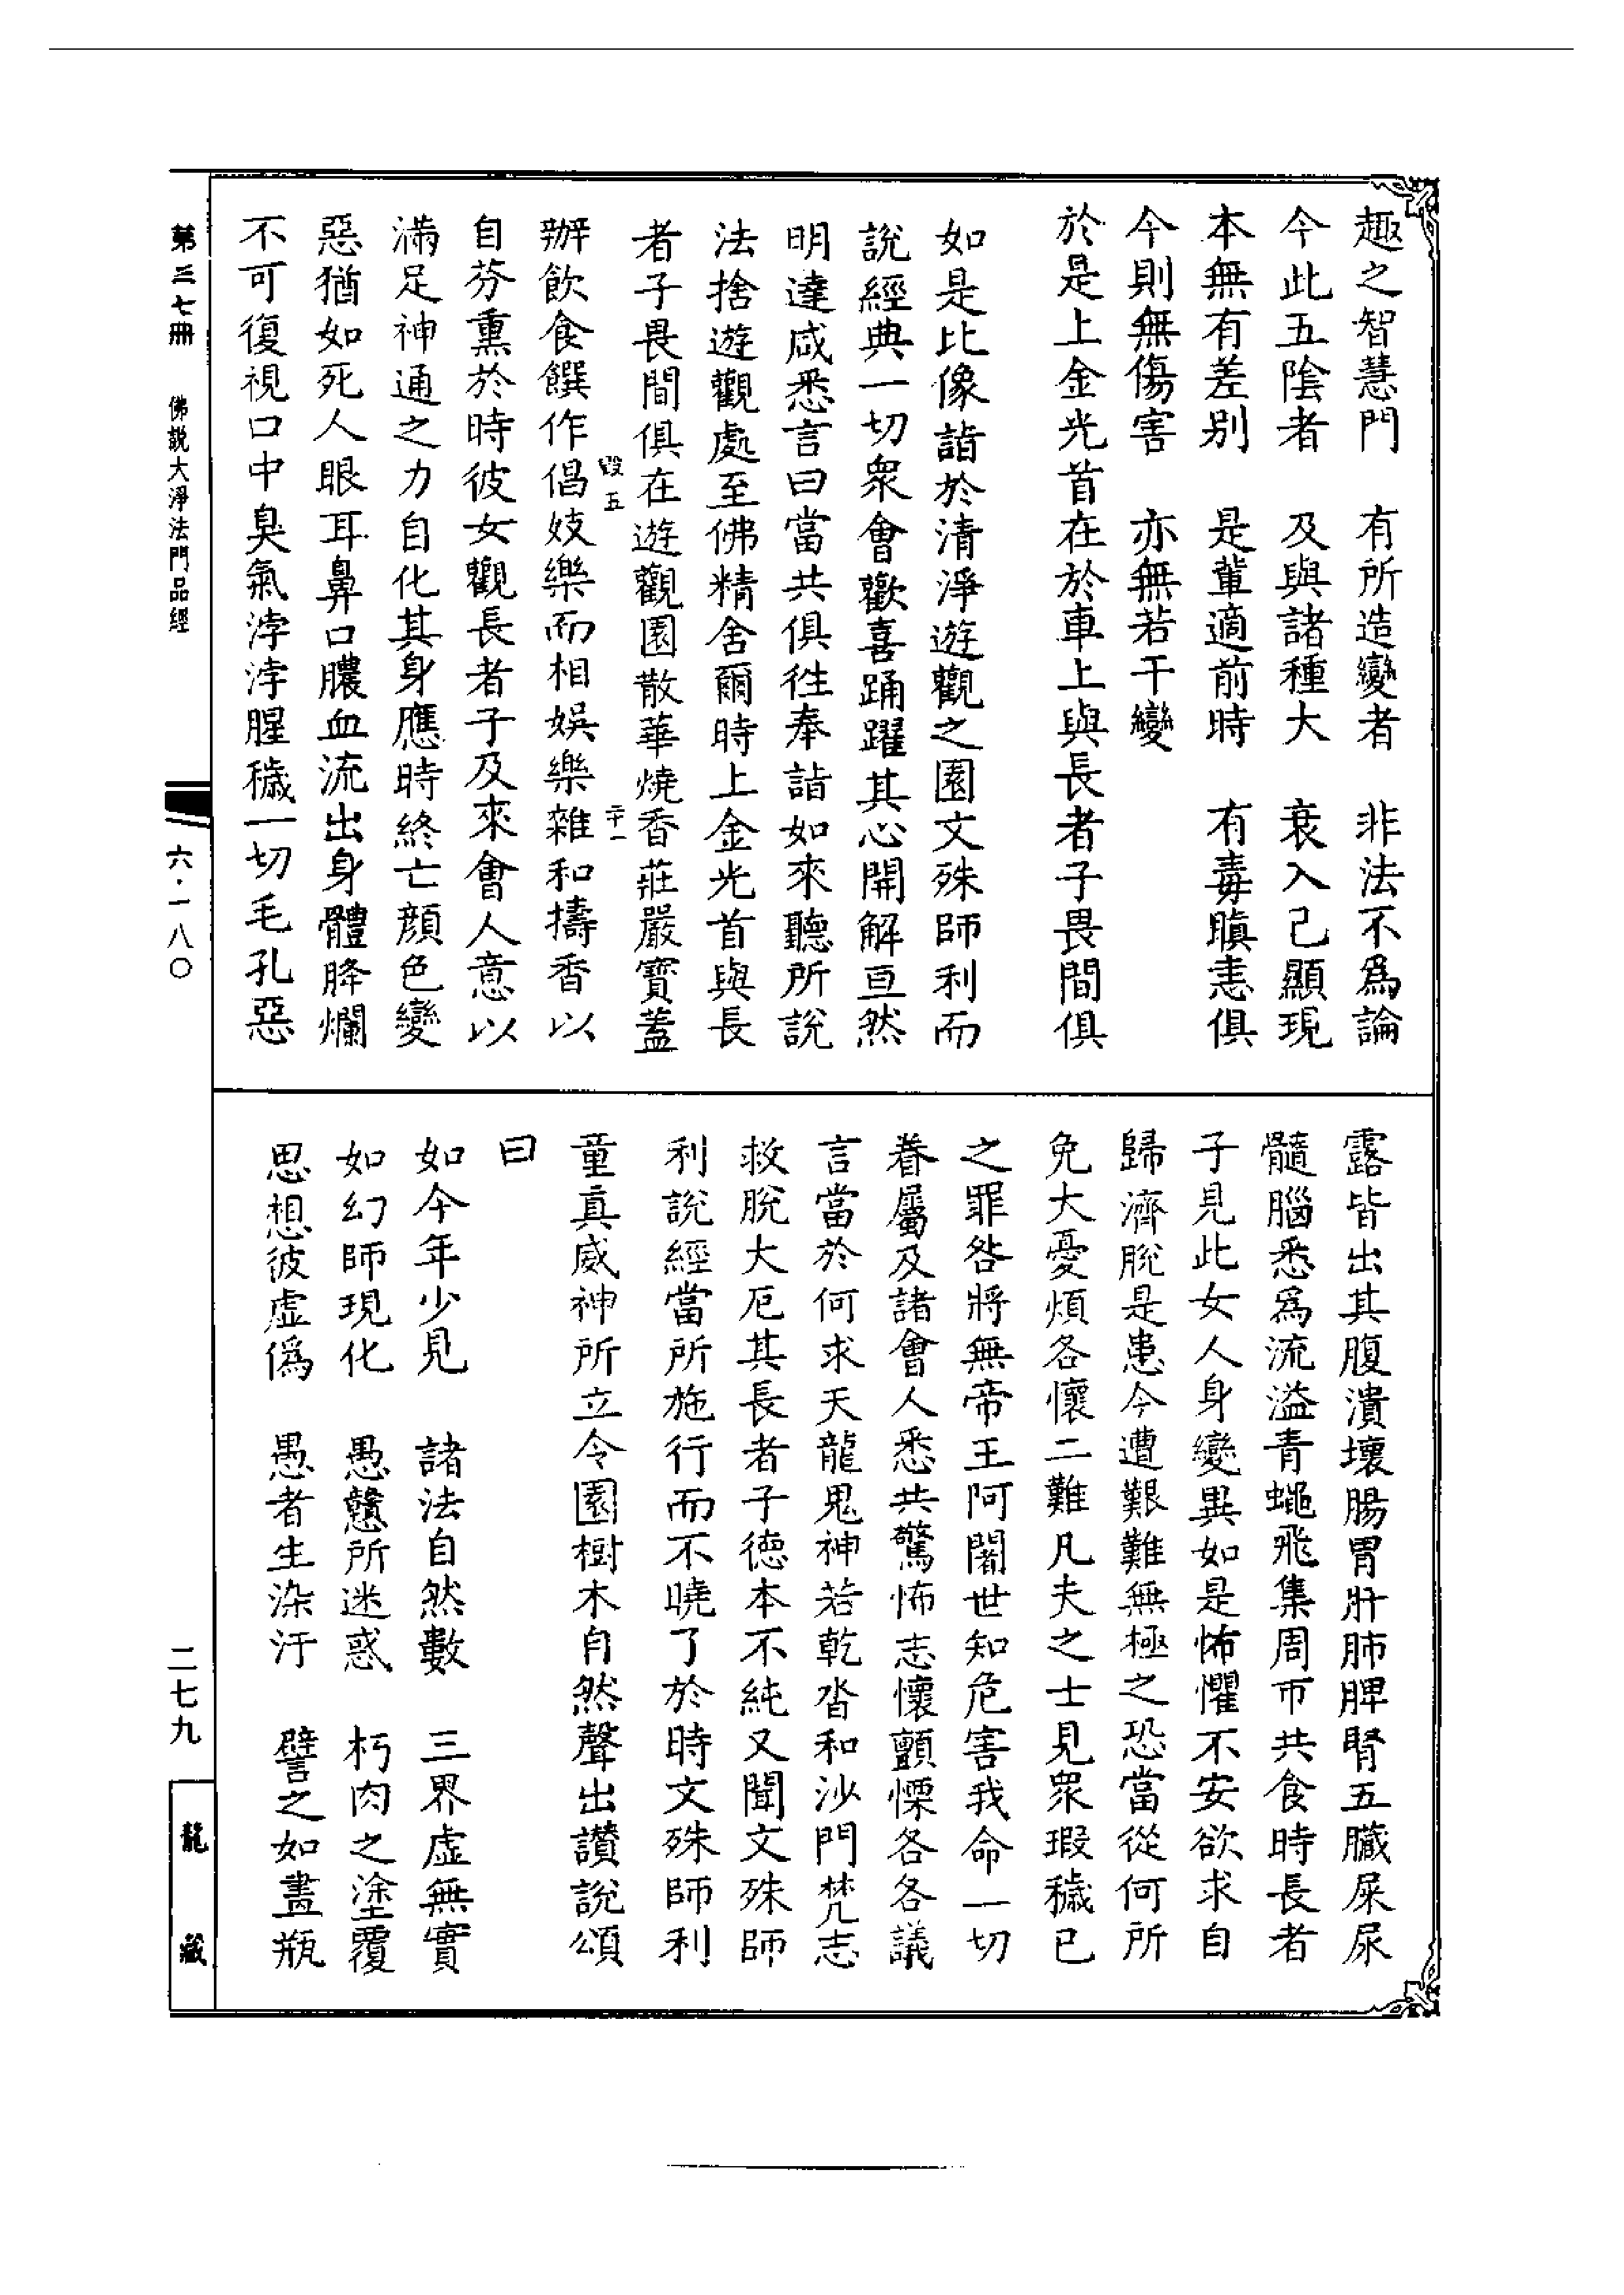 趣之智慧門　有所造變者　非法不為論
今此五陰者　及與諸種大　衰入己顯現
本無有差别　是輩適前時　有毒瞋恚俱
今則無傷害　亦無若干變
於是上金光首在於車上與長者子畏間俱
如是比像詣於清淨遊觀之園文殊師利而
說經典一切衆會歡喜踊躍其心開解亘然
明達咸悉言曰當共俱徃奉詣如來聽所說
法捨遊觀處至佛精舍爾時上金光首與長
者子畏間俱在遊觀園散華燒香莊嚴寶蓋
毀五　二十一
辦飲食饌作倡妓樂而相娛樂雜和擣香以
自芬熏於時彼女觀長者子及來會人意以
滿足神通之力自化其身應時終亡顏色變
惡猶如死人眼耳鼻口膿血流出身體胮爛
不可復視口中臭氣浡浡腥穢一切毛孔惡
露皆出其腹潰壞腸胃肝肺脾腎五臟屎尿
髓腦悉為流溢青蠅飛集周帀共食時長者
子見此女人身變異如是怖懼不安欲求自
歸濟脫是患今遭艱難無極之恐當從何所
免大憂煩各懷二難凡夫之士見衆瑕穢已
之罪咎將無帝王阿闍世知危害我命一切
眷屬及諸會人悉共驚怖志懷顫慄各各議
言當於何求天龍鬼神若乾沓和沙門梵志
救脫大厄其長者子徳本不純又聞文殊師
利說經當所施行而不曉了於時文殊師利
童真威神所立令園樹木自然聲出讃說頌
曰
如今年少見　諸法自然數　三界虛無實
如幻師現化　愚戇所迷惑　朽肉之塗覆
思想彼虛偽　愚者生染汙　譬之如畫瓶
第三七冊　佛説大淨法門品經　六·一八〇　二七九　龍藏